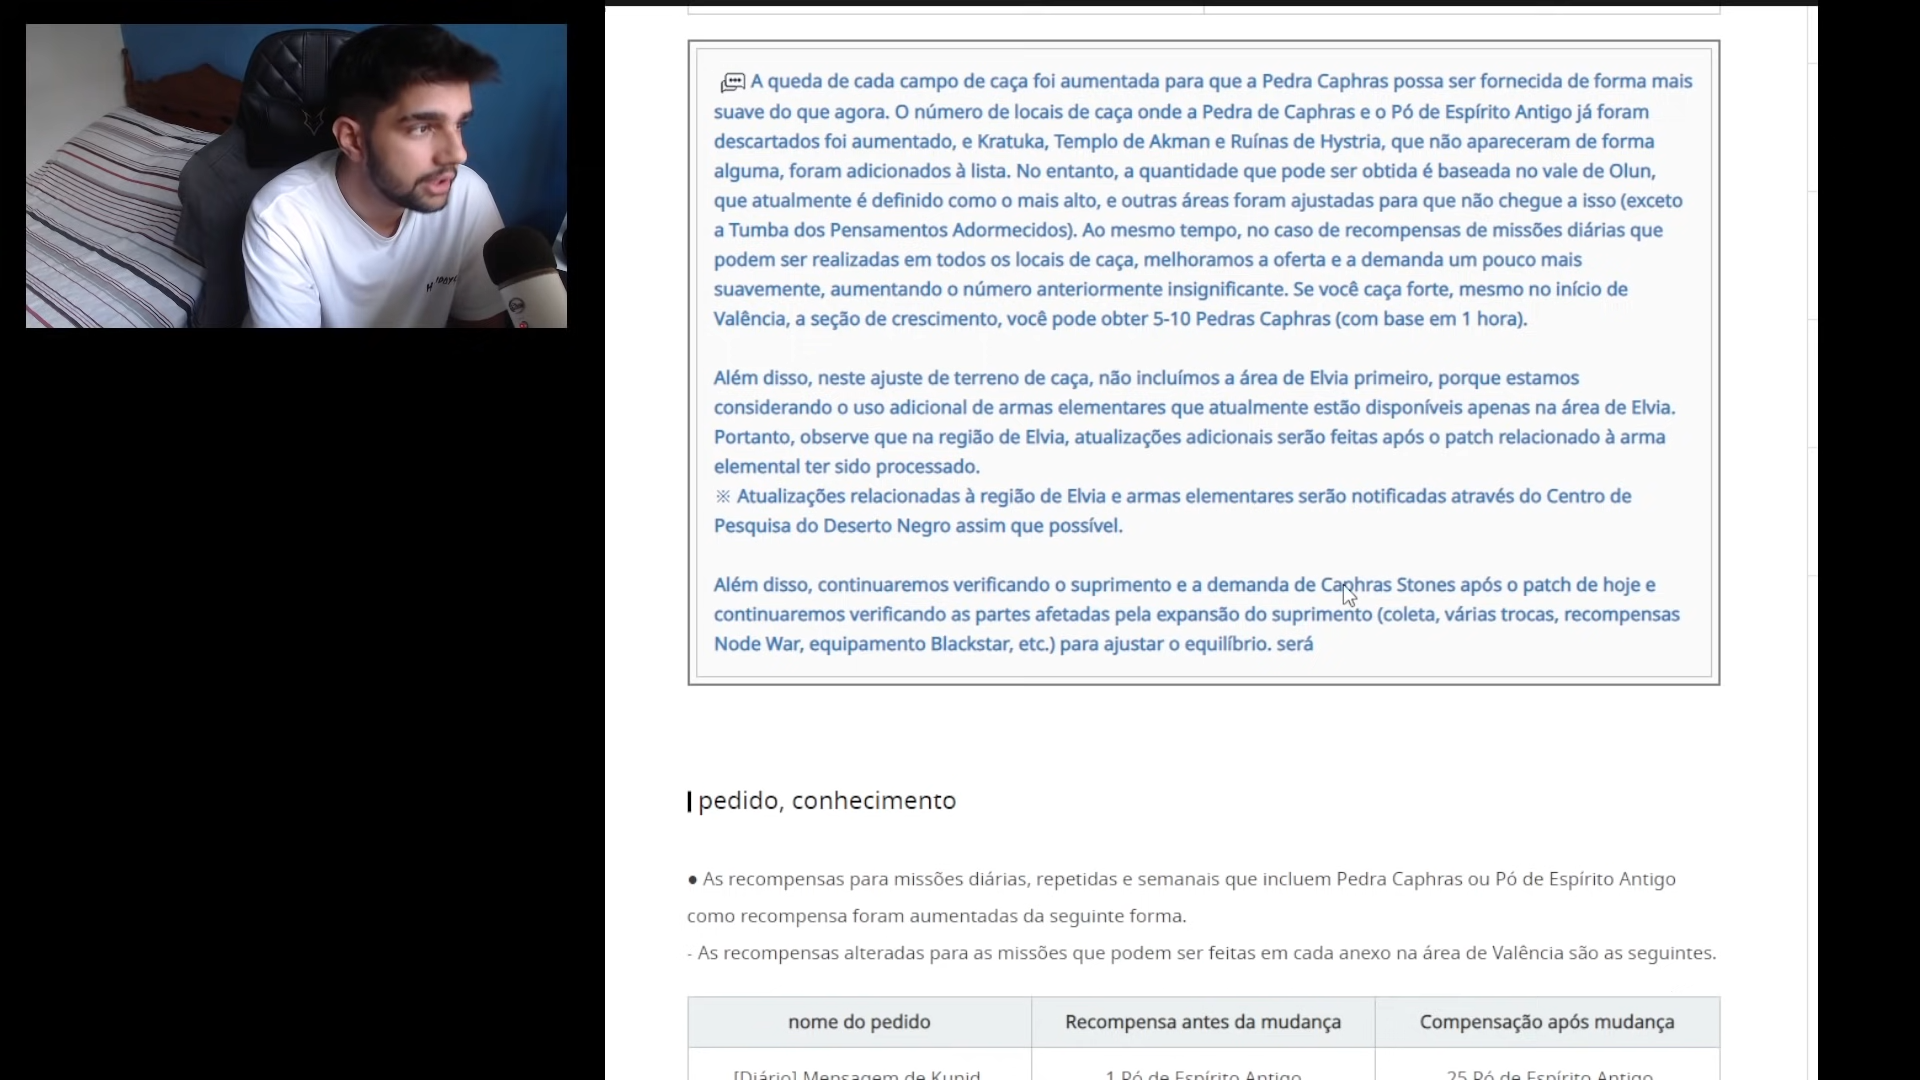 A queda de cada campo de caça foi aumentada para que a Pedra Caphras possa ser fornecida de forma mais
suave do que agora. O número de locais de caça onde a Pedra de Caphras e o Pó de Espírito Antigo já foram
descartados foi aumentado, e Kratuka, Templo de Akman e Ruínas de Hystria, que não apareceram de forma
alguma, foram adicionados à lista. No entanto, a quantidade que pode ser obtida é baseada no vale de Olun,
que atualmente é definido como o mais alto, e outras áreas foram ajustadas para que não chegue a isso (exceto
a Tumba dos Pensamentos Adormecidos). Ao mesmo tempo, no caso de recompensas de missões diárias que
podem ser realizadas em todos os locais de caça, melhoramos a oferta e a demanda um pouco mais
suavemente, aumentando o número anteriormente insignificante. Se você caça forte, mesmo no início de
Valência, a seção de crescimento, você pode obter 5-10 Pedras Caphras (com base em 1 hora).
Além disso, neste ajuste de terreno de caça, não incluímos a área de Elvia primeiro, porque estamos
considerando o uso adicional de armas elementares que atualmente estão disponíveis apenas na área de Elvia.
Portanto, observe que na região de Elvia, atualizações adicionais serão feitas após o patch relacionado à arma
elemental ter sido processado.
※ Atualizações relacionadas à região de Elvia e armas elementares serão notificadas através do Centro de
Pesquisa do Deserto Negro assim que possível.
Além disso, continuaremos verificando o suprimento e a demanda de Caphras Stones após o patch de hoje e
continuaremos verificando as partes afetadas pela expansão do suprimento (coleta, várias trocas, recompensas
Node War, equipamento Blackstar, etc.) para ajustar o equilíbrio. será
pedido, conhecimento
● As recompensas para missões diárias, repetidas e semanais que incluem Pedra Caphras ou Pó de Espírito Antigo
como recompensa foram aumentadas da seguinte forma.
- As recompensas alteradas para as missões que podem ser feitas em cada anexo na área de Valência são as seguintes.
nome do pedido Recompensa antes da mudança Compensação após mudança
[Diário] Mensagem de Kunid 1 Pó de Espírito Antigo 25 Pó de Espírito Antigo